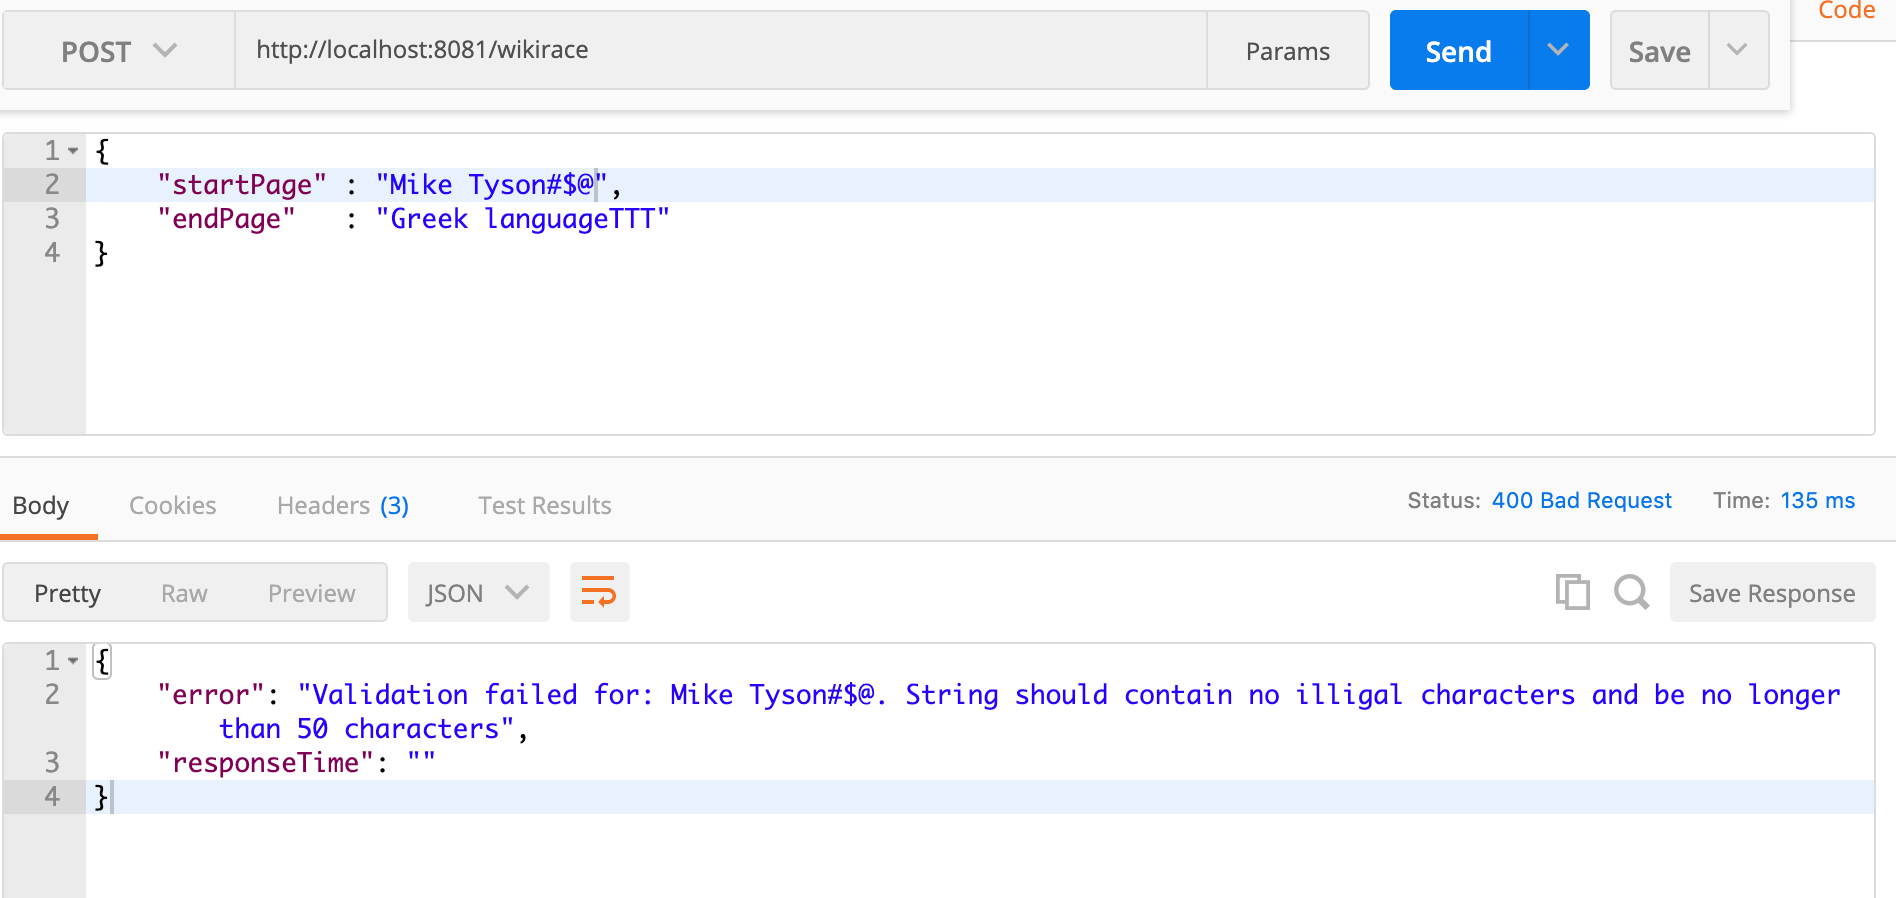 Code
POST http://localhost:8081/wikirace Params Send Save
1 {
2 "startPage" : "Mike Tyson#$@",
3 "endPage" : "Greek languageTTT"
4 }
Body Cookies Headers (3) Test Results Status: 400 Bad Request Time: 135 ms
Pretty Raw Preview JSON Save Response
1 {
2 "error": "Validation failed for: Mike Tyson#$@. String should contain no illigal characters and be no longer
than 50 characters",
3 "responseTime": ""
4 }